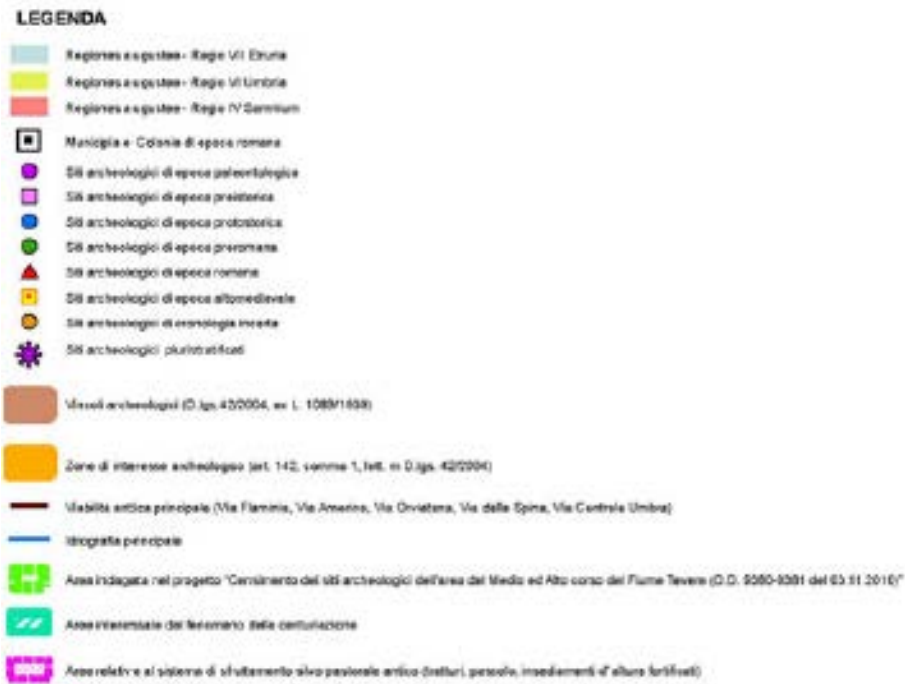 LEGENDA
Regiones augustee - Regio VII Etruria
Regiones augustee - Regio VI Umbria
Regiones augustee - Regio IV Samnium
Municipia e Colonia di epoca romana
Siti archeologici di epoca paleontologica
Siti archeologici di epoca preistorica
Siti archeologici di epoca protostorica
Siti archeologici di epoca preromana
Siti archeologici di epoca romana
Siti archeologici di epoca altomedievale
Siti archeologici di cronologia incerta
Siti archeologici pluristratificati
Vincoli archeologici (D.lgs. 42/2004, ex L. 1089/1939)
Zone di interesse archeologico (art. 142, comma 1, lett. m D.lgs. 42/2004)
Viabilità antica principale (Via Flaminia, Via Amerina, Via Orvietana, Via della Spina, Via Centrale Umbra)
Idrografia principale
Area indagata nel progetto "Censimento dei siti archeologici dell'area del Medio ed Alto corso del Fiume Tevere (D.D. del 03.11.2010)"
Aree interessate dal fenomeno della centuriazione
Aree relative al sistema di sfruttamento silvo pastorale antico (tratturi, pascolo, insediamenti d'altura fortificati)